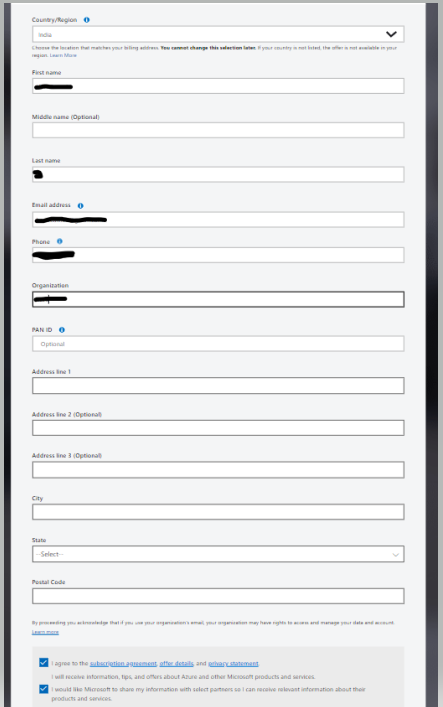 Country/Region
India
Choose the location that matches your billing address. You cannot change this selection later. If your country is not listed, the offer is not available in your
region. Learn More
First name
Middle name (Optional)
Last name
Email address
Phone
Organization
PAN ID
Optional
Address line 1
Address line 2 (Optional)
Address line 3 (Optional)
City
State
--Select--
Postal Code
By proceeding you acknowledge that if you use your organization's email, your organization may have rights to access and manage your data and account.
Learn more
I agree to the subscription agreement, offer details, and privacy statement.
I will receive information, tips, and offers about Azure and other Microsoft products and services.
I would like Microsoft to share my information with select partners so I can receive relevant information about their
products and services.